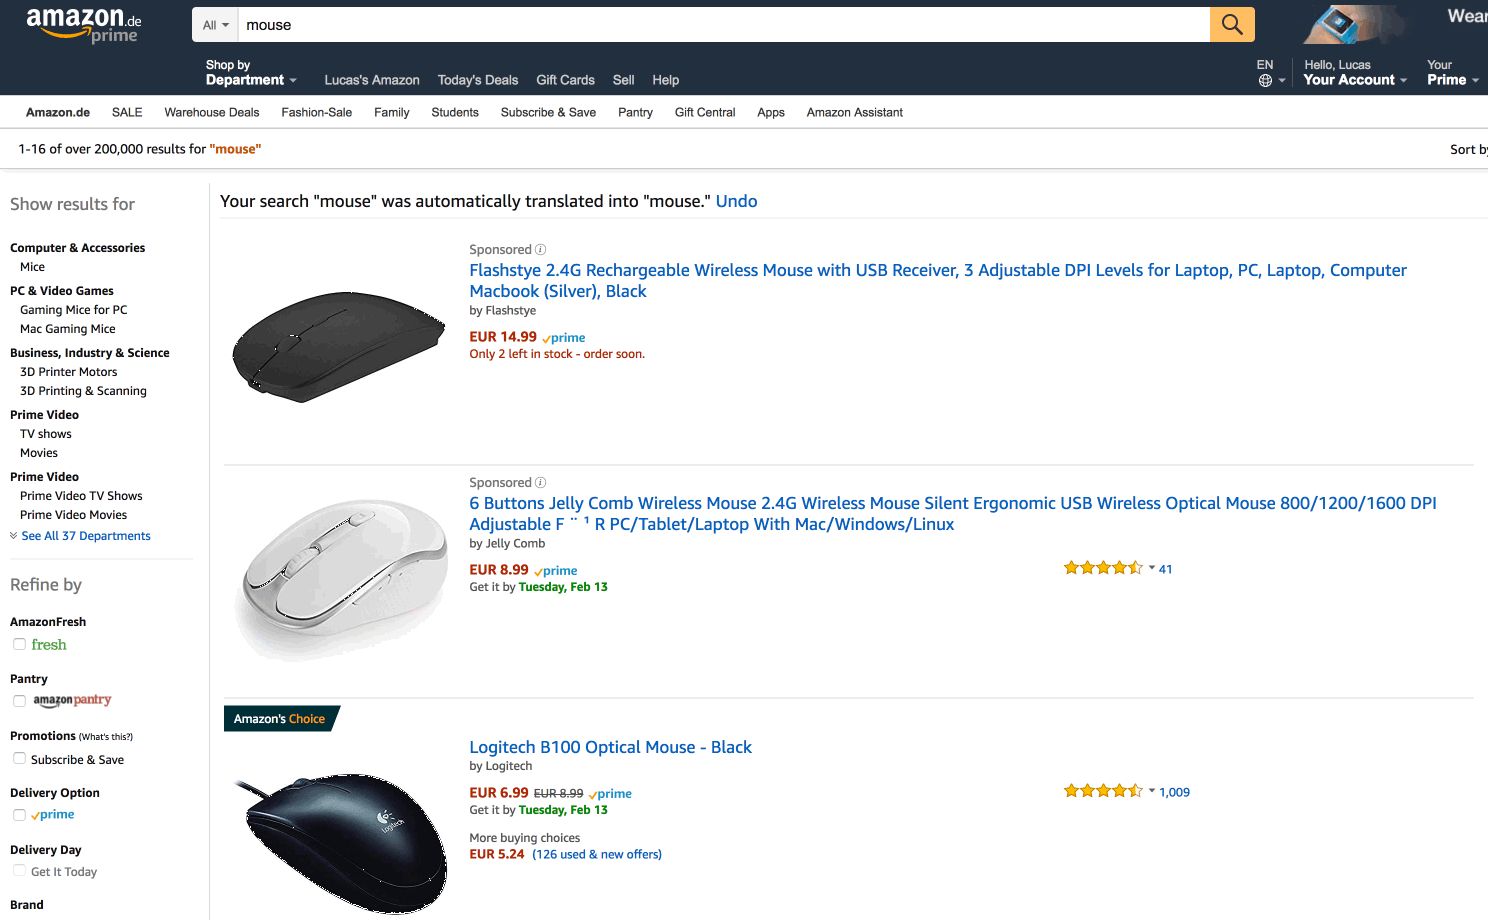 amazon.de
prime
All
mouse
Wear
Shop by
Department
Lucas's Amazon
Today's Deals
Gift Cards
Sell
Help
EN
Hello, Lucas
Your Account
Your
Prime
Amazon.de
SALE
Warehouse Deals
Fashion-Sale
Family
Students
Subscribe & Save
Pantry
Gift Central
Apps
Amazon Assistant
1-16 of over 200,000 results for "mouse"
Sort by
Show results for
Computer & Accessories
Mice
PC & Video Games
Gaming Mice for PC
Mac Gaming Mice
Business, Industry & Science
3D Printer Motors
3D Printing & Scanning
Prime Video
TV shows
Movies
Prime Video
Prime Video TV Shows
Prime Video Movies
See All 37 Departments
Refine by
AmazonFresh
fresh
Pantry
amazonpantry
Promotions (What's this?)
Subscribe & Save
Delivery Option
prime
Delivery Day
Get It Today
Brand
Your search "mouse" was automatically translated into "mouse." Undo
Sponsored
Flashstye 2.4G Rechargeable Wireless Mouse with USB Receiver, 3 Adjustable DPI Levels for Laptop, PC, Laptop, Computer
Macbook (Silver), Black
by Flashstye
EUR 14.99 prime
Only 2 left in stock - order soon.
Sponsored
6 Buttons Jelly Comb Wireless Mouse 2.4G Wireless Mouse Silent Ergonomic USB Wireless Optical Mouse 800/1200/1600 DPI
Adjustable F ¨ ¹ R PC/Tablet/Laptop With Mac/Windows/Linux
by Jelly Comb
EUR 8.99 prime
Get it by Tuesday, Feb 13
41
Amazon's Choice
Logitech B100 Optical Mouse - Black
by Logitech
EUR 6.99 EUR 8.99 prime
Get it by Tuesday, Feb 13
More buying choices
EUR 5.24 (126 used & new offers)
1,009
Logitech